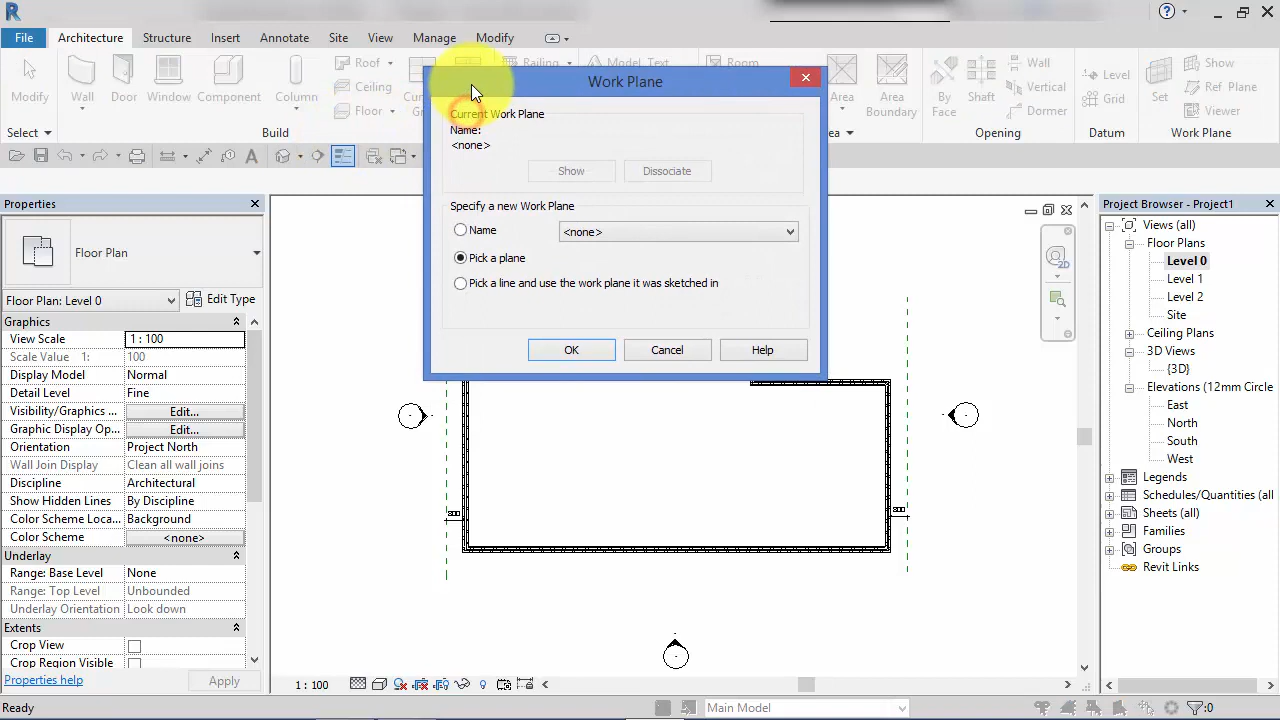 File Architecture Structure Insert Annotate Site View Manage Modify
Roof Railing Model Text Room Wall Level Show
Ceiling Vertical Grid Ref Plane
Modify Wall Window Component Column Floor Area Area By Face Shaft Set Viewer
Select Build Opening Datum Work Plane
Work Plane
Current Work Plane
Name:
<none>
Show Dissociate
Specify a new Work Plane
Name <none>
Pick a plane
Pick a line and use the work plane it was sketched in
OK Cancel Help
Properties
Floor Plan
Floor Plan: Level 0 Edit Type
Graphics
View Scale 1 : 100
Scale Value 1: 100
Display Model Normal
Detail Level Fine
Visibility/Graphics ... Edit...
Graphic Display Op... Edit...
Orientation Project North
Wall Join Display Clean all wall joins
Discipline Architectural
Show Hidden Lines By Discipline
Color Scheme Loca... Background
Color Scheme <none>
Underlay
Range: Base Level None
Range: Top Level Unbounded
Underlay Orientation Look down
Extents
Crop View
Crop Region Visible
Properties help Apply
1 : 100
Project Browser - Project1
Views (all)
Floor Plans
Level 0
Level 1
Level 2
Site
Ceiling Plans
3D Views
{3D}
Elevations (12mm Circle
East
North
South
West
Legends
Schedules/Quantities (all
Sheets (all)
Families
Groups
Revit Links
Ready Main Model :0